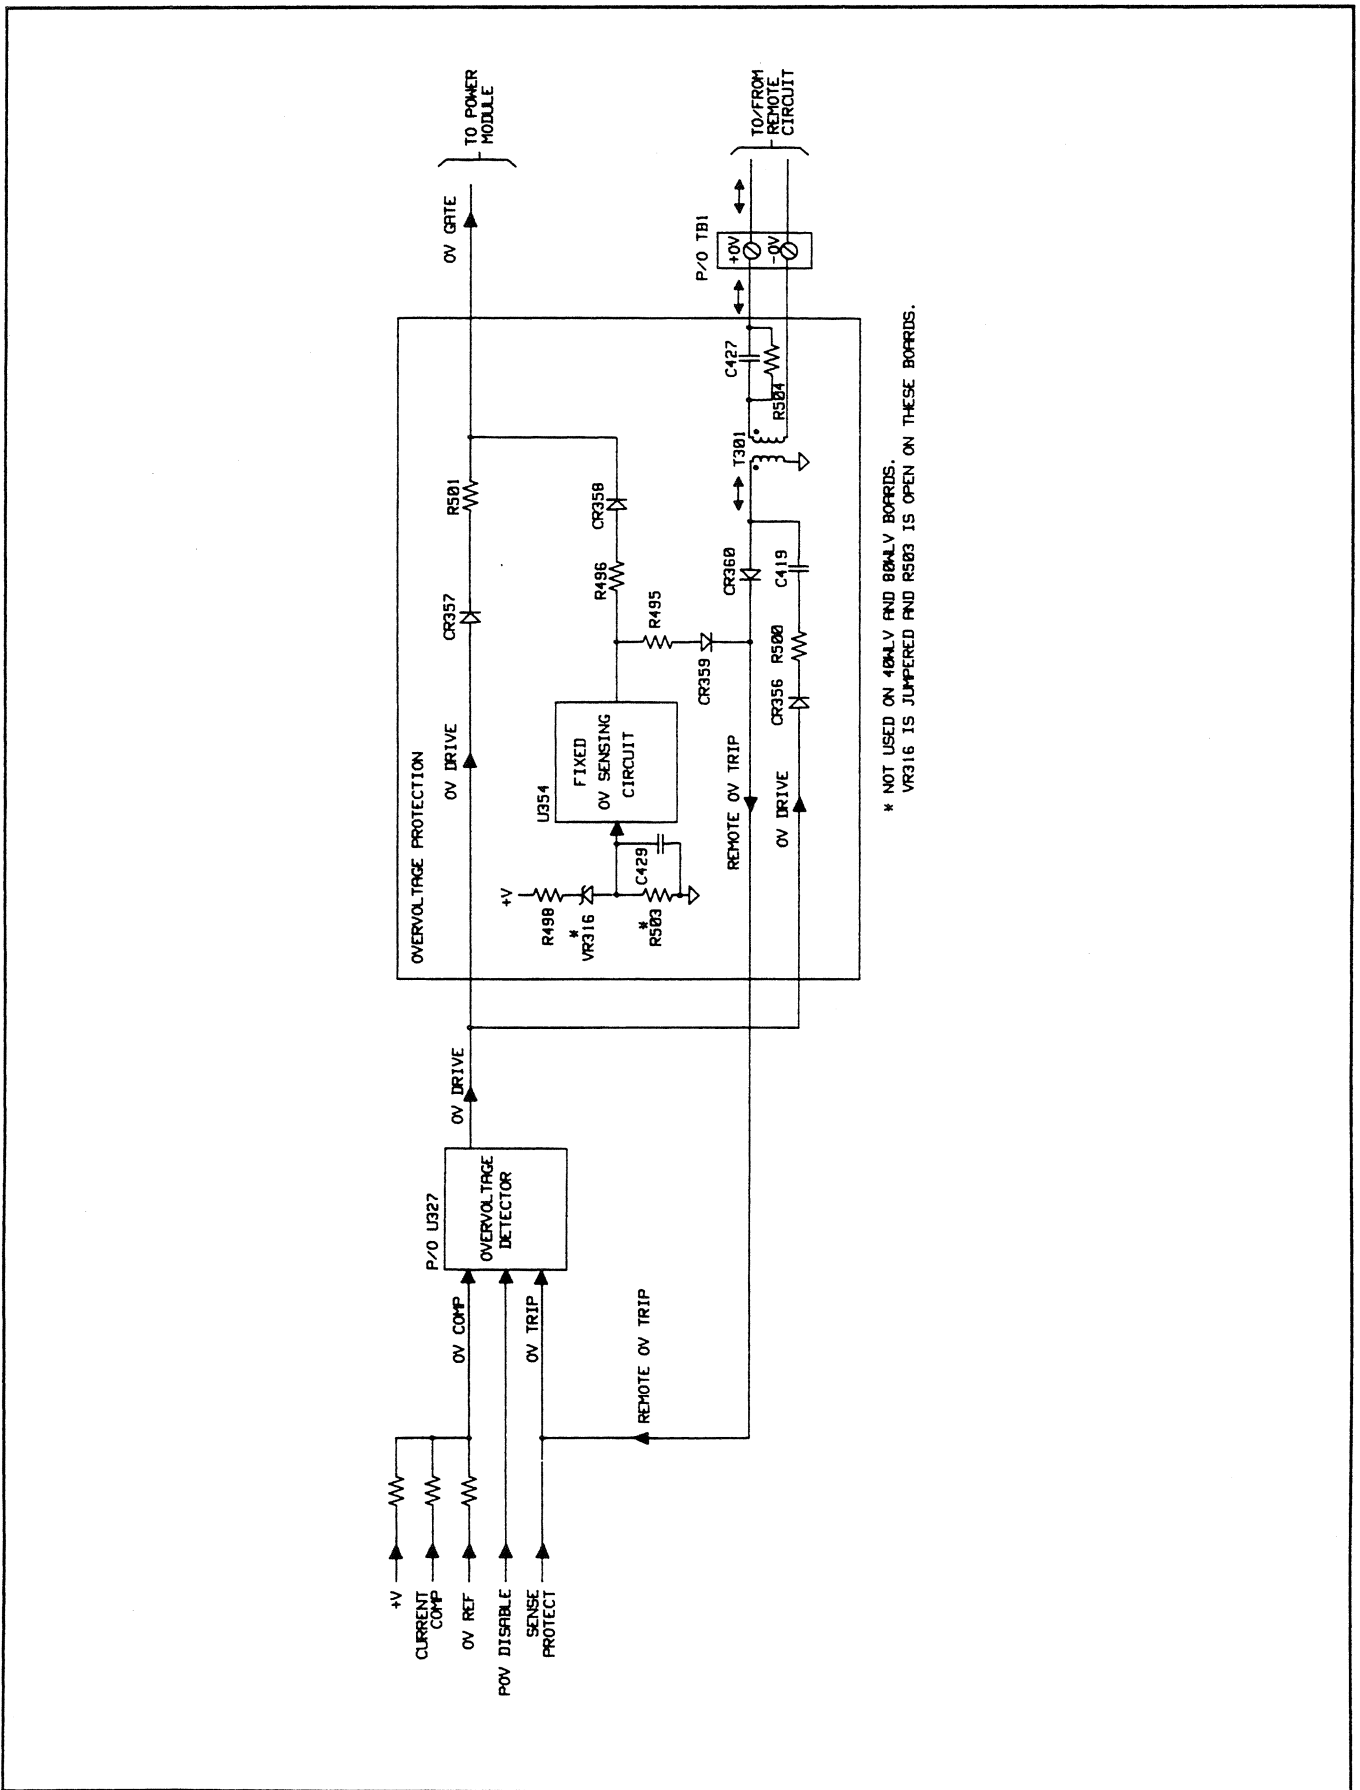 +V
CURRENT
COMP
OV REF
POV DISABLE
SENSE
PROTECT
OV COMP
OV TRIP
REMOTE OV TRIP
P/O U327
OVERVOLTAGE
DETECTOR
OV DRIVE
OVERVOLTAGE PROTECTION
OV DRIVE
CR357
R501
OV GATE
TO POWER
MODULE
+V
R498
*
VR316
*
R503
C429
U354
FIXED
OV SENSING
CIRCUIT
R496
CR358
R495
CR359
REMOTE OV TRIP
CR360
T301
C427
R504
P/O TB1
+OV
-OV
TO/FROM
REMOTE
CIRCUIT
OV DRIVE
CR356
R500
C419
* NOT USED ON 40WLV AND 80WLV BOARDS.
VR316 IS JUMPERED AND R503 IS OPEN ON THESE BOARDS.